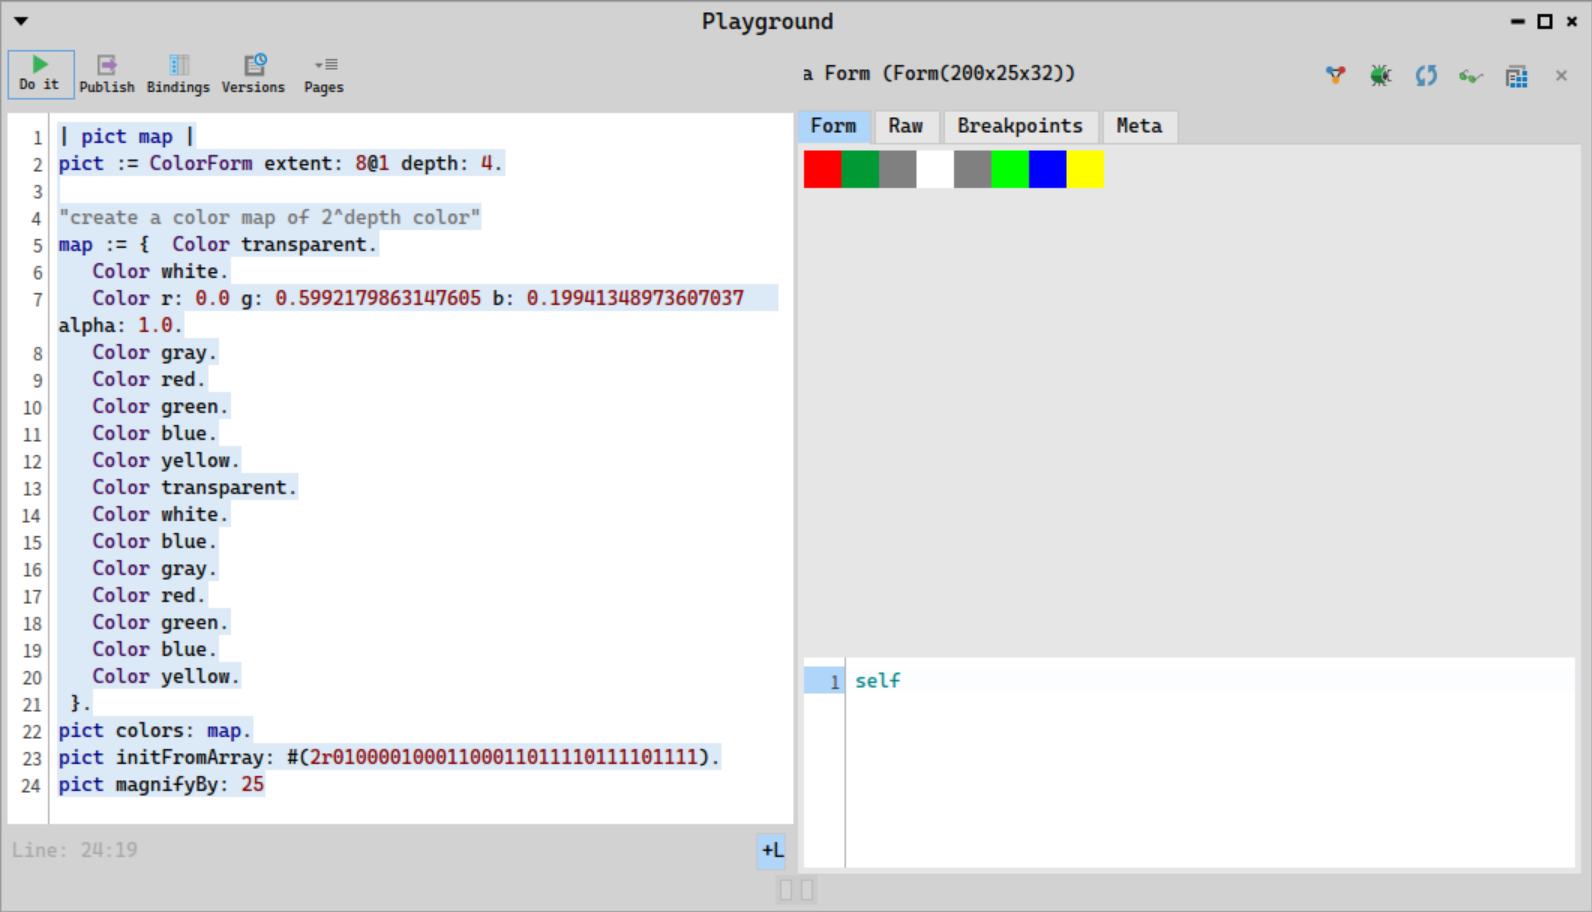 Playground
Do it
Publish
Bindings
Versions
Pages
a Form (Form(200x25x32))
Form
Raw
Breakpoints
Meta
1 | pict map |
2 pict := ColorForm extent: 8@1 depth: 4.
3
4 "create a color map of 2^depth color"
5 map := {  Color transparent.
6    Color white.
7    Color r: 0.0 g: 0.5992179863147605 b: 0.19941348973607037
alpha: 1.0.
8    Color gray.
9    Color red.
10    Color green.
11    Color blue.
12    Color yellow.
13    Color transparent.
14    Color white.
15    Color blue.
16    Color gray.
17    Color red.
18    Color green.
19    Color blue.
20    Color yellow.
21  }.
22 pict colors: map.
23 pict initFromArray: #(2r01000010001100011011110111101111).
24 pict magnifyBy: 25
Line: 24:19
+L
1 self